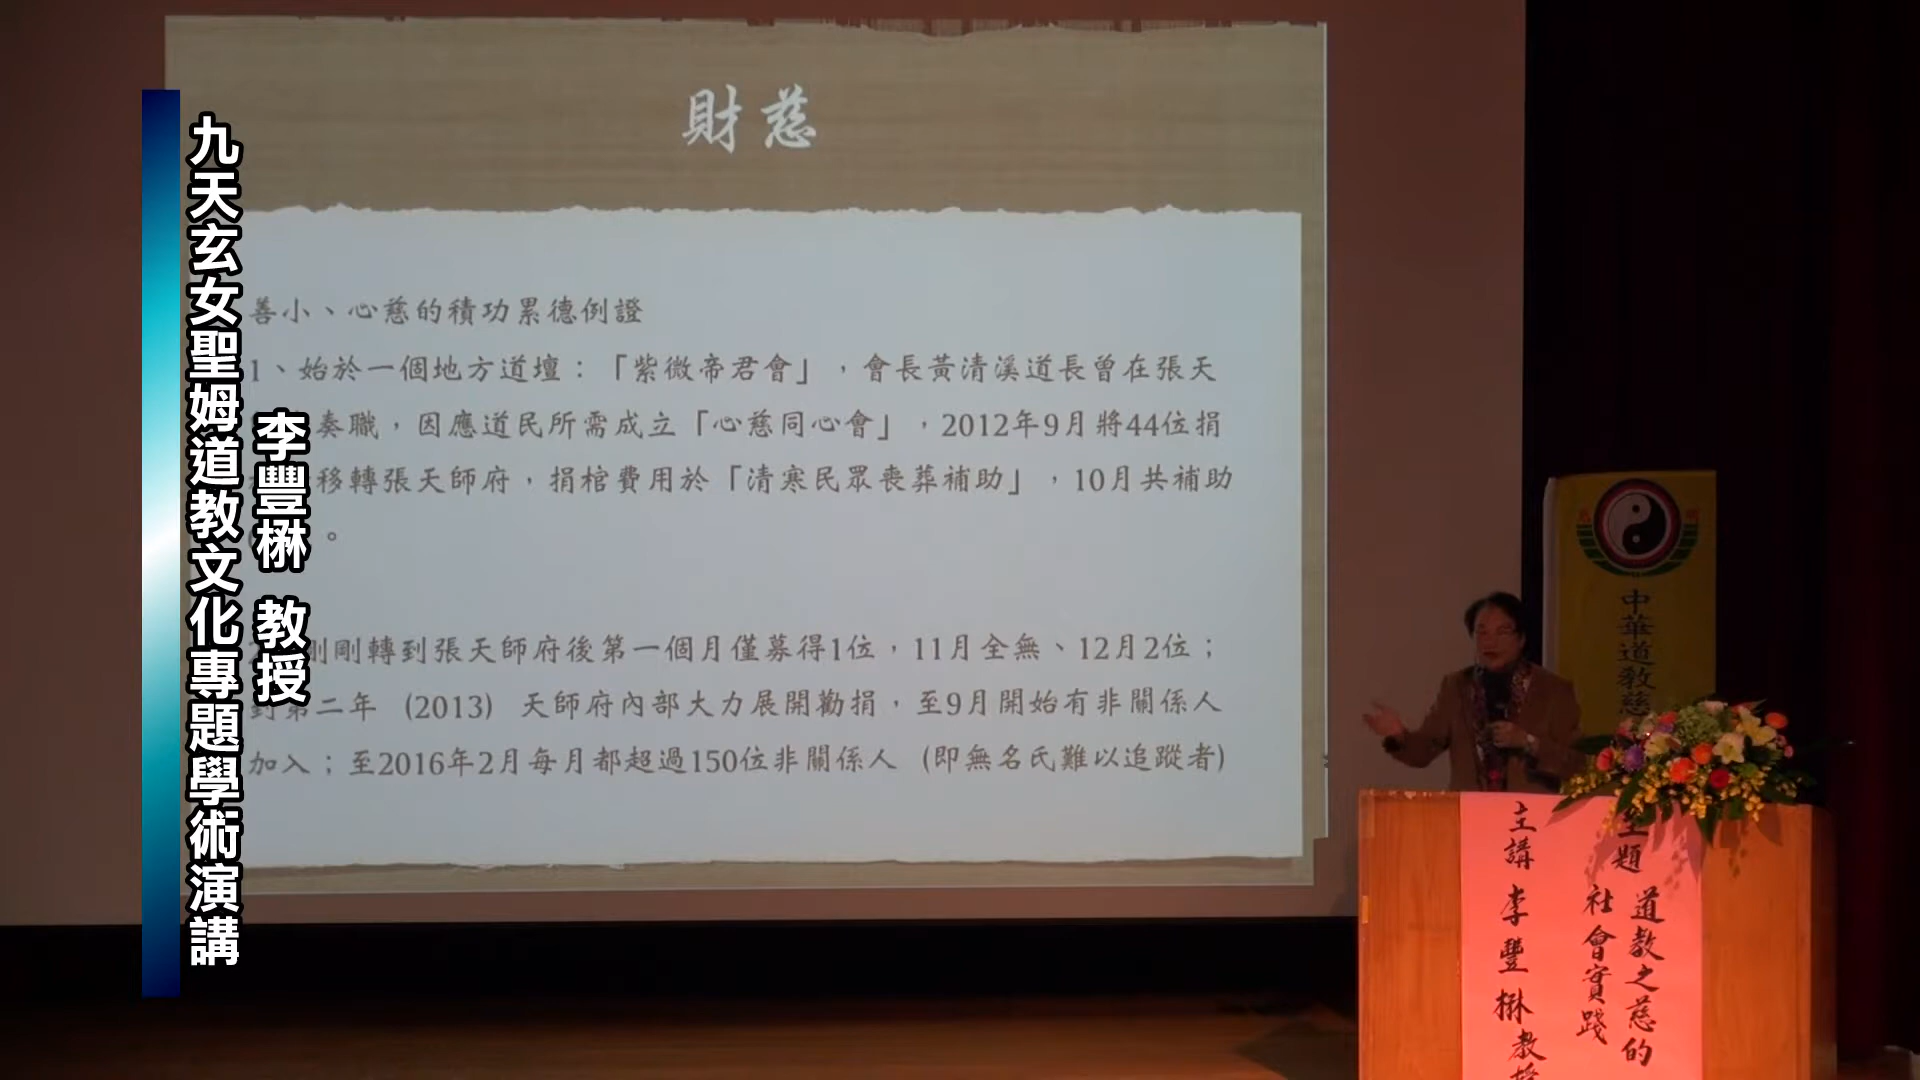 九天玄女聖姆道教文化專題學術演講
李豐楙 教授
財慈
善小、心慈的積功累德例證
1、始於一個地方道壇：「紫微帝君會」，會長黃清溪道長曾在張天
奏職，因應道民所需成立「心慈同心會」，2012年9月將44位捐
移轉張天師府，捐棺費用於「清寒民眾喪葬補助」，10月共補助
。
剛轉到張天師府後第一個月僅募得1位，11月全無、12月2位；
到第二年（2013）天師府內部大力展開勸捐，至9月開始有非關係人
加入；至2016年2月每月都超過150位非關係人（即無名氏難以追蹤者）
中華道教慈
主題 道教之慈的
社會實踐
主講 李豐楙教授